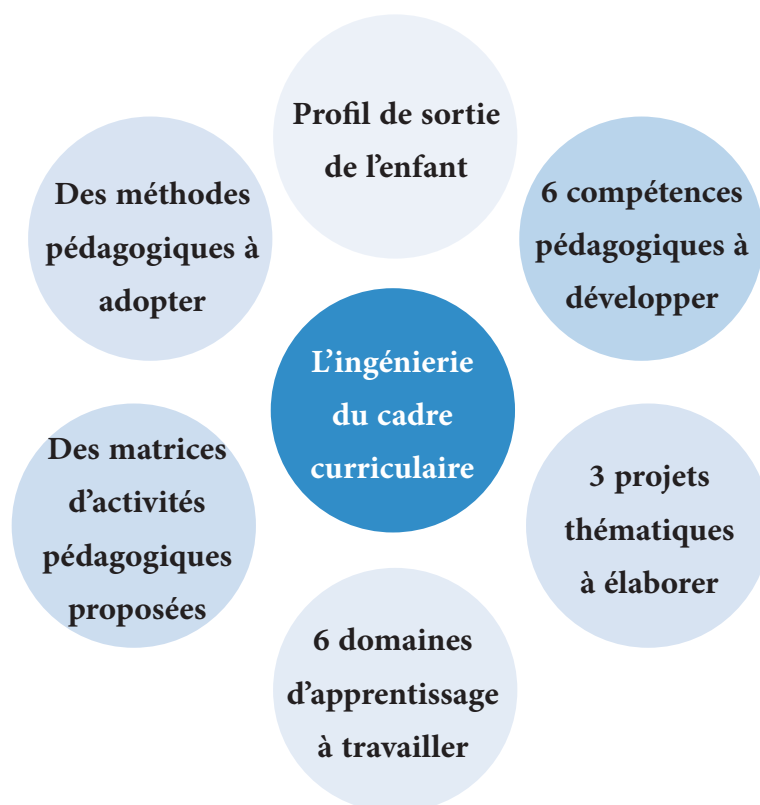 Profil de sortie
de l'enfant
6 compétences
pédagogiques à
développer
3 projets
thématiques
à élaborer
6 domaines
d'apprentissage
à travailler
Des matrices
d'activités
pédagogiques
proposées
Des méthodes
pédagogiques à
adopter
L'ingénierie
du cadre
curriculaire